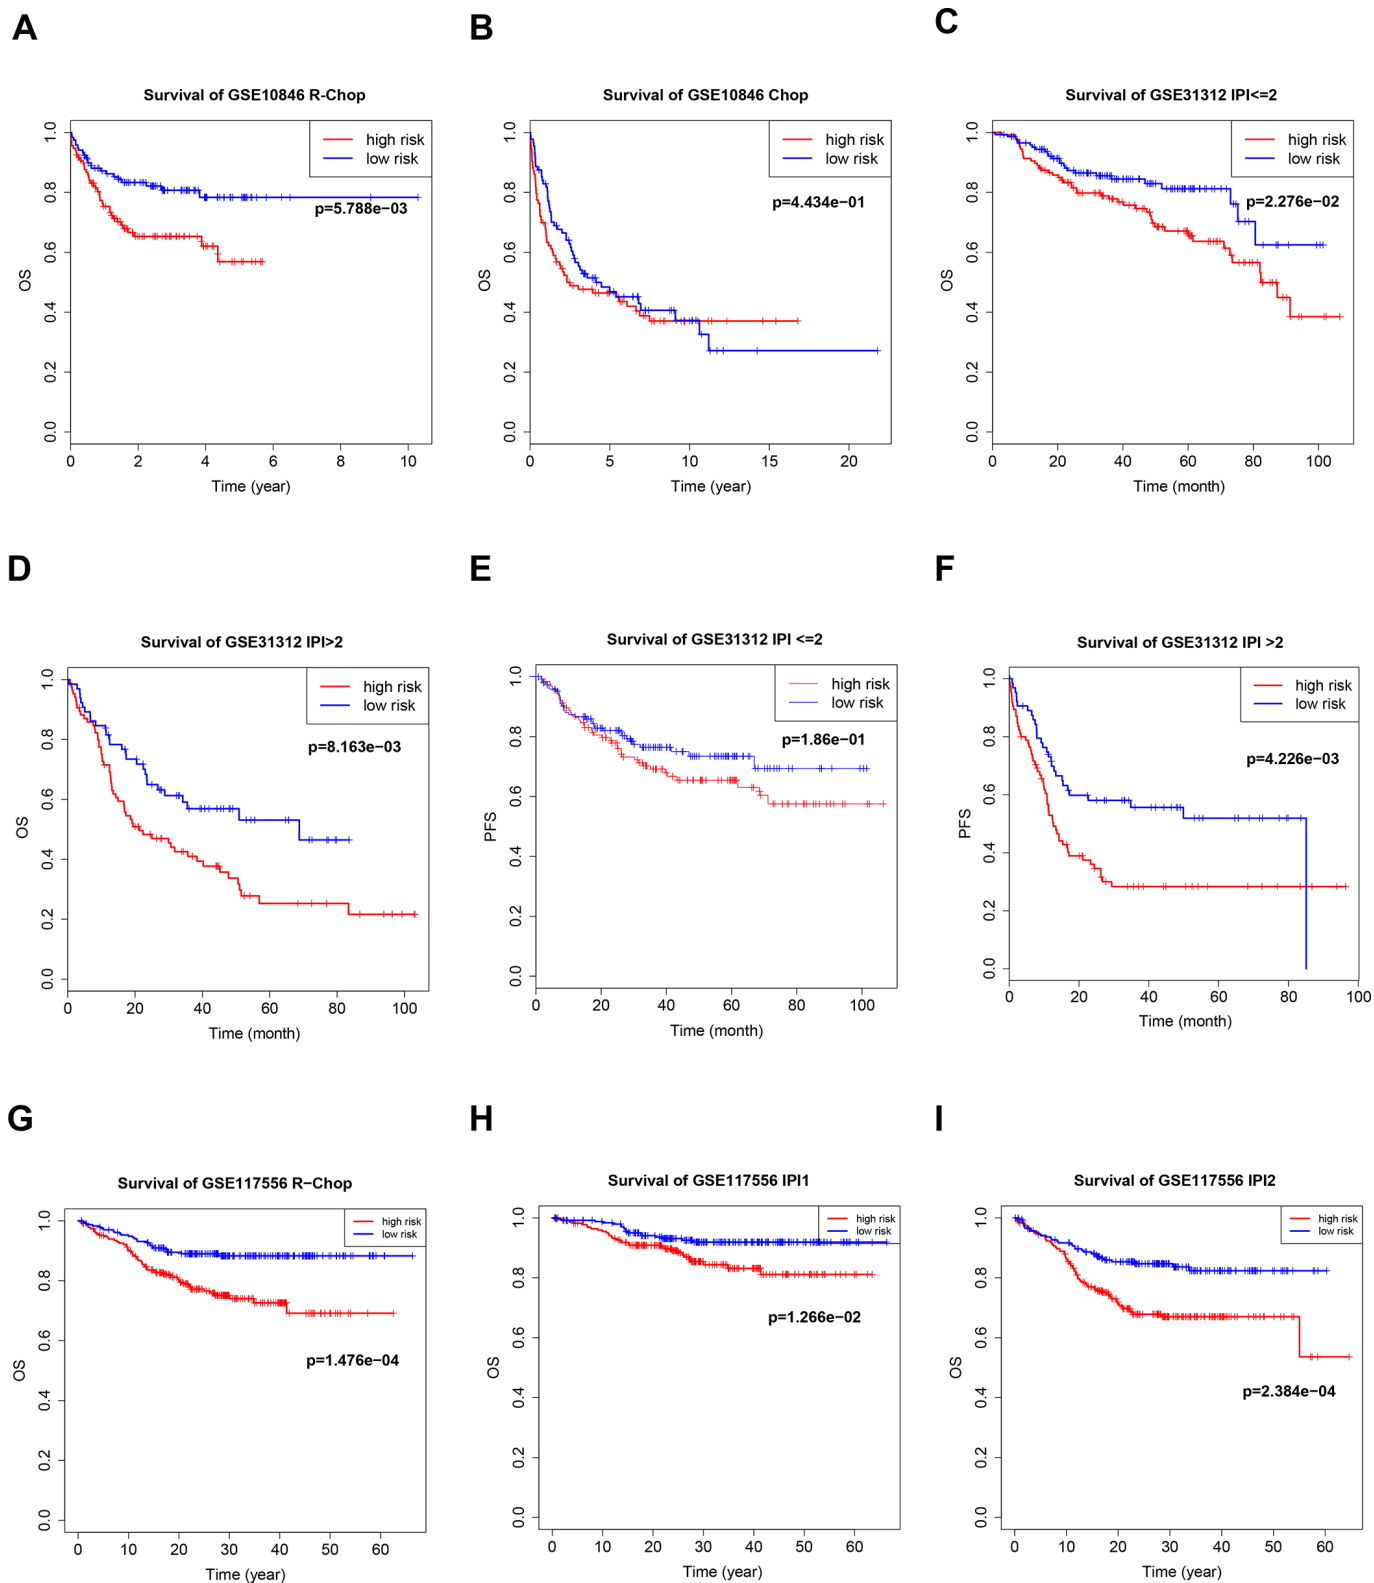 A
Survival of GSE10846 R-Chop
high risk
low risk
p=5.788e−03
OS
0.0 0.2 0.4 0.6 0.8 1.0
0 2 4 6 8 10
Time (year)
B
Survival of GSE10846 Chop
high risk
low risk
p=4.434e−01
OS
0.0 0.2 0.4 0.6 0.8 1.0
0 5 10 15 20
Time (year)
C
Survival of GSE31312 IPI<=2
high risk
low risk
p=2.276e−02
OS
0.0 0.2 0.4 0.6 0.8 1.0
0 20 40 60 80 100
Time (month)
D
Survival of GSE31312 IPI>2
high risk
low risk
p=8.163e−03
OS
0.0 0.2 0.4 0.6 0.8 1.0
0 20 40 60 80 100
Time (month)
E
Survival of GSE31312 IPI <=2
high risk
low risk
p=1.86e−01
PFS
0.0 0.2 0.4 0.6 0.8 1.0
0 20 40 60 80 100
Time (month)
F
Survival of GSE31312 IPI >2
high risk
low risk
p=4.226e−03
PFS
0.0 0.2 0.4 0.6 0.8 1.0
0 20 40 60 80 100
Time (month)
G
Survival of GSE117556 R−Chop
high risk
low risk
p=1.476e−04
OS
0.0 0.2 0.4 0.6 0.8 1.0
0 10 20 30 40 50 60
Time (year)
H
Survival of GSE117556 IPI1
high risk
low risk
p=1.266e−02
OS
0.0 0.2 0.4 0.6 0.8 1.0
0 10 20 30 40 50 60
Time (year)
I
Survival of GSE117556 IPI2
high risk
low risk
p=2.384e−04
OS
0.0 0.2 0.4 0.6 0.8 1.0
0 10 20 30 40 50 60
Time (year)